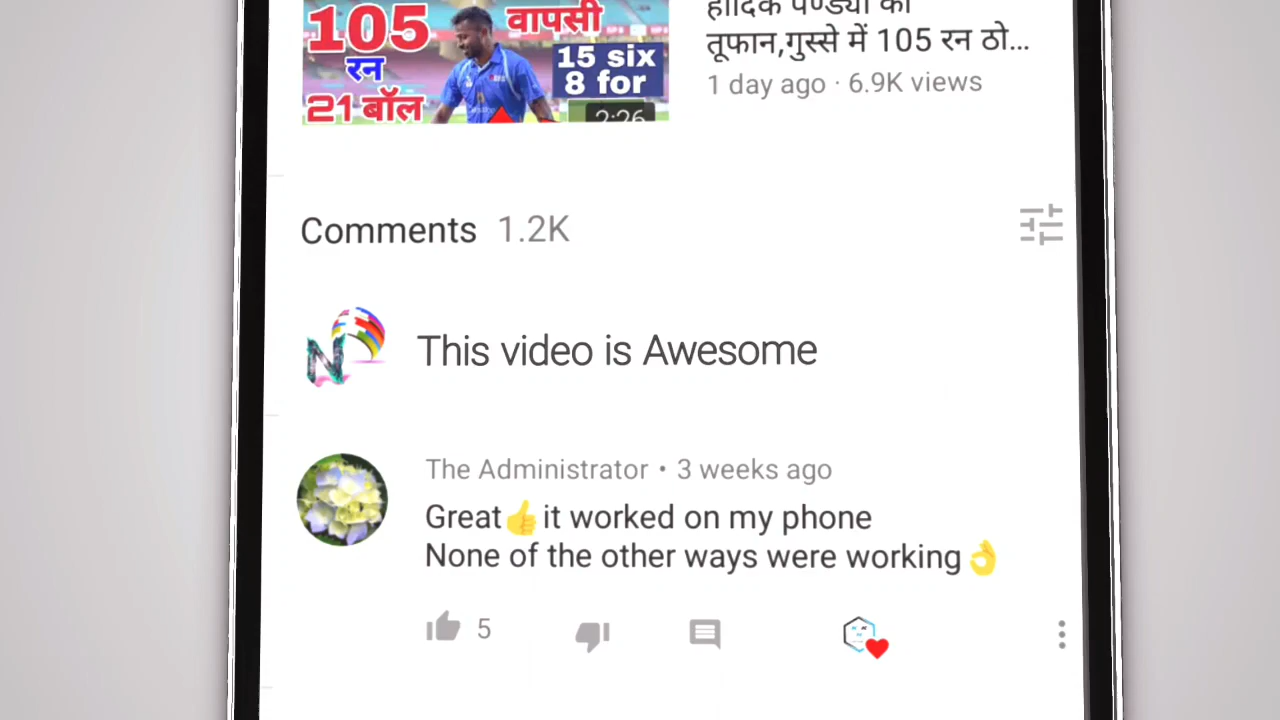 105
रन
21 बॉल
वापसी
15 six
8 for
2:26
हार्दिक पंड्या का
तूफान,गुस्से में 105 रन ठो...
1 day ago · 6.9K views
Comments 1.2K
N
This video is Awesome
The Administrator • 3 weeks ago
Great👍it worked on my phone
None of the other ways were working👌
5